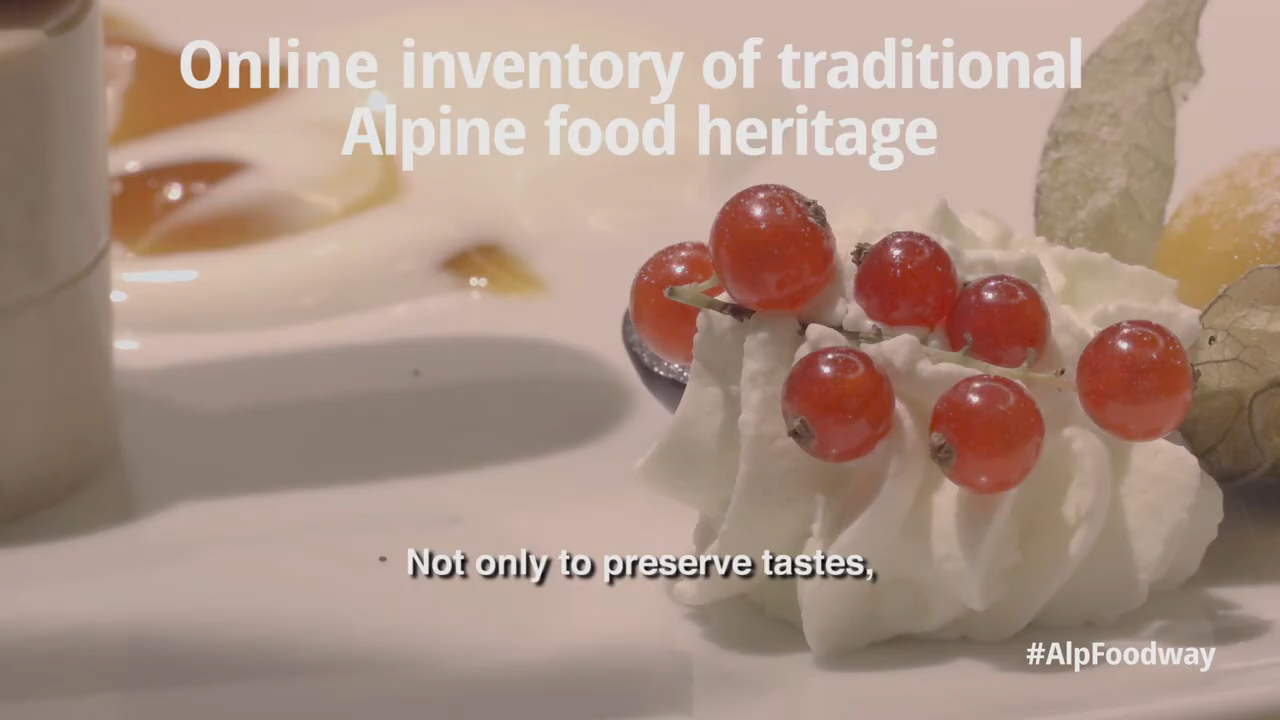 Online inventory of traditional
Alpine food heritage
Not only to preserve tastes,
#AlpFoodway